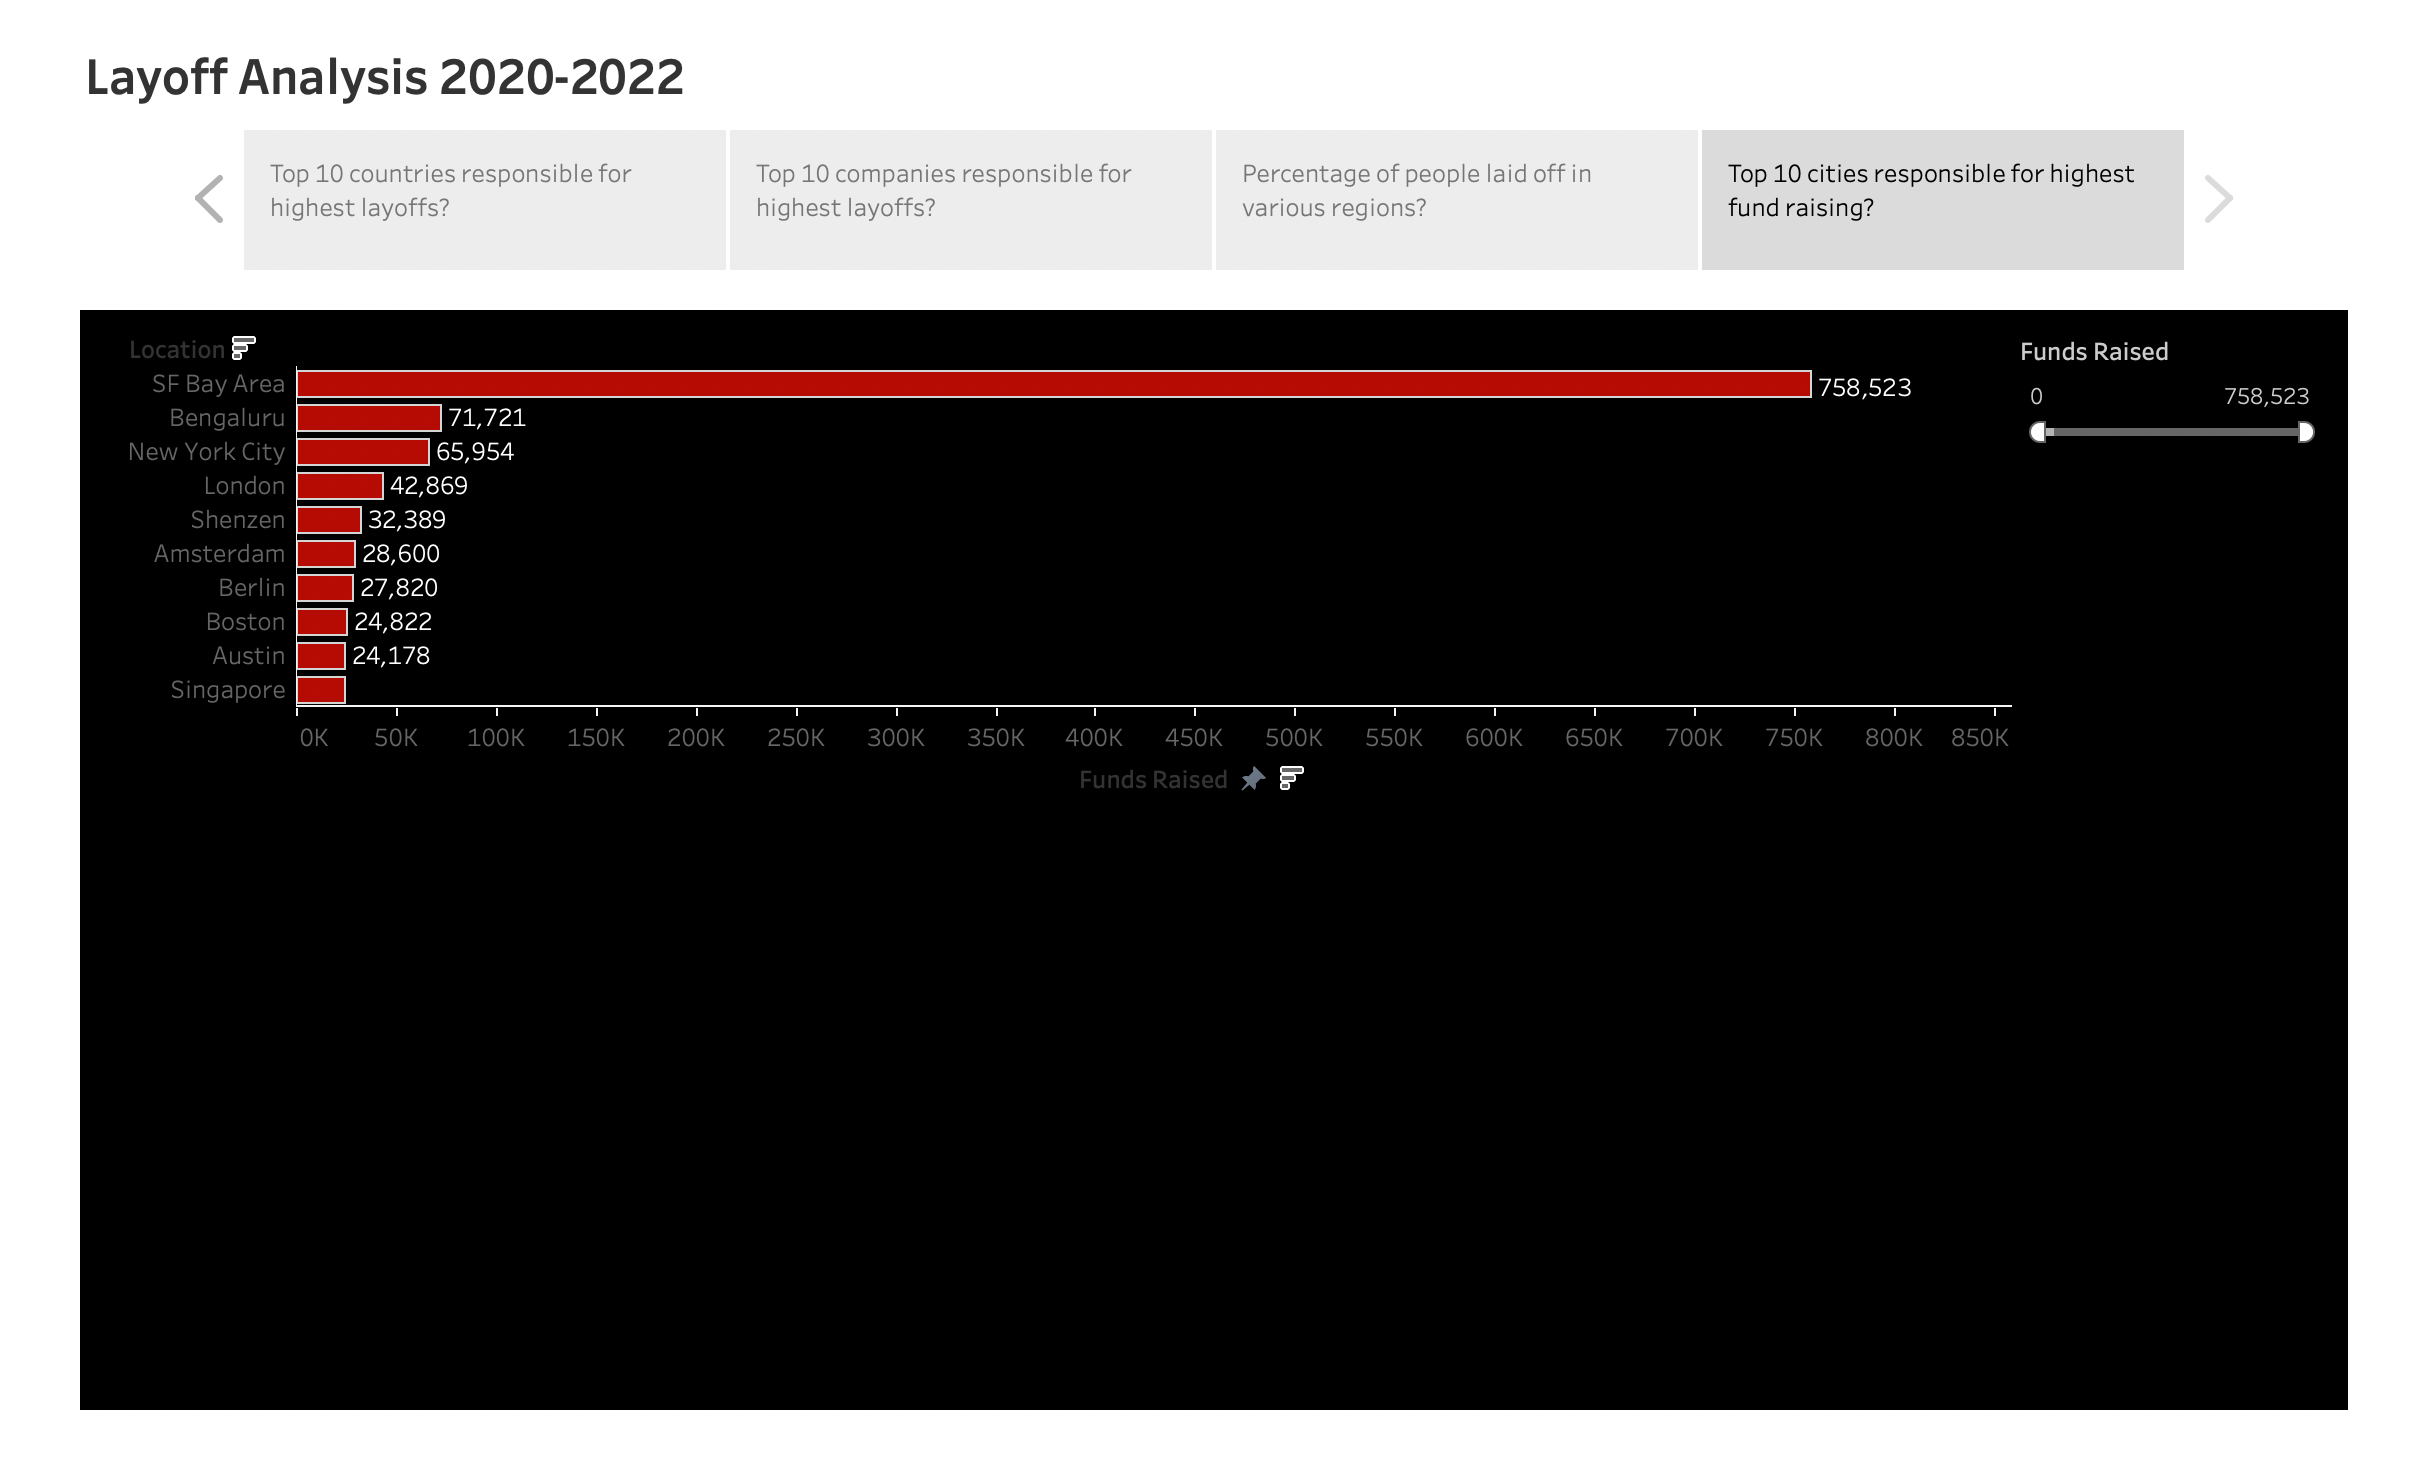 Layoff Analysis 2020-2022
Top 10 countries responsible for
highest layoffs?
Top 10 companies responsible for
highest layoffs?
Percentage of people laid off in
various regions?
Top 10 cities responsible for highest
fund raising?
Location
SF Bay Area 758,523
Bengaluru 71,721
New York City 65,954
London 42,869
Shenzen 32,389
Amsterdam 28,600
Berlin 27,820
Boston 24,822
Austin 24,178
Singapore
0K 50K 100K 150K 200K 250K 300K 350K 400K 450K 500K 550K 600K 650K 700K 750K 800K 850K
Funds Raised
Funds Raised
0 758,523